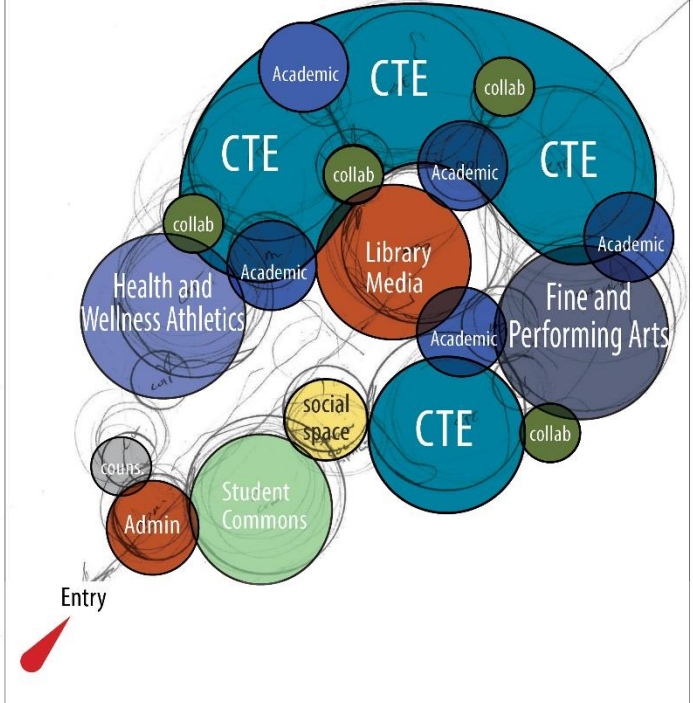 Academic
CTE
collab
CTE
collab
Academic
CTE
collab
Academic
Library
Media
Academic
Health and
Wellness Athletics
Fine and
Performing Arts
Academic
social
space
CTE
collab
couns.
Student
Commons
Admin
Entry